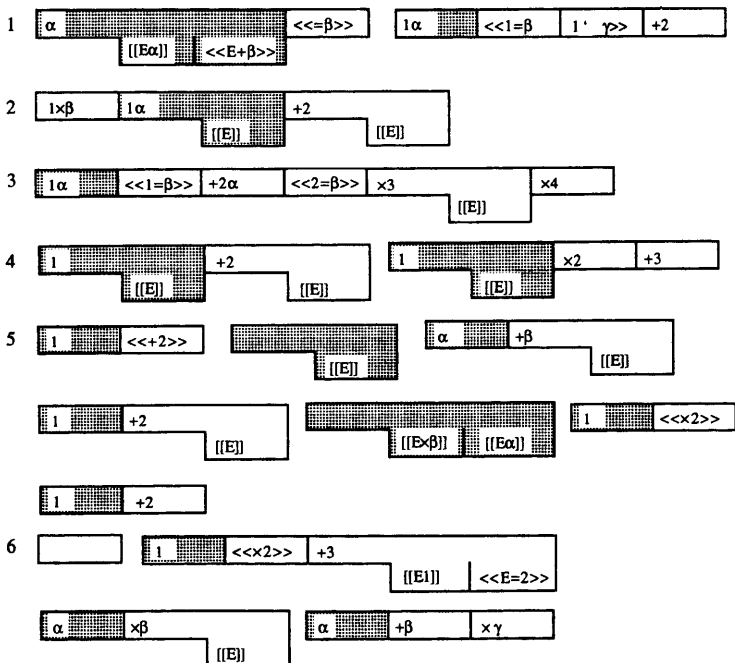 1 α <<=β>> 1α <<1=β 1ʻ γ>> +2
[[Eα]] <<E+β>>
2 1×β 1α +2
[[E]] [[E]]
3 1α <<1=β>> +2α <<2=β>> ×3 ×4
[[E]]
4 1 +2 1 ×2 +3
[[E]] [[E]] [[E]]
5 1 <<+2>> α +β
[[E]] [[E]]
1 +2 1 <<×2>>
[[E]] [[E×β]] [[Eα]]
1 +2
6 1 <<×2>> +3
[[E1]] <<E=2>>
α ×β α +β ×γ
[[E]]